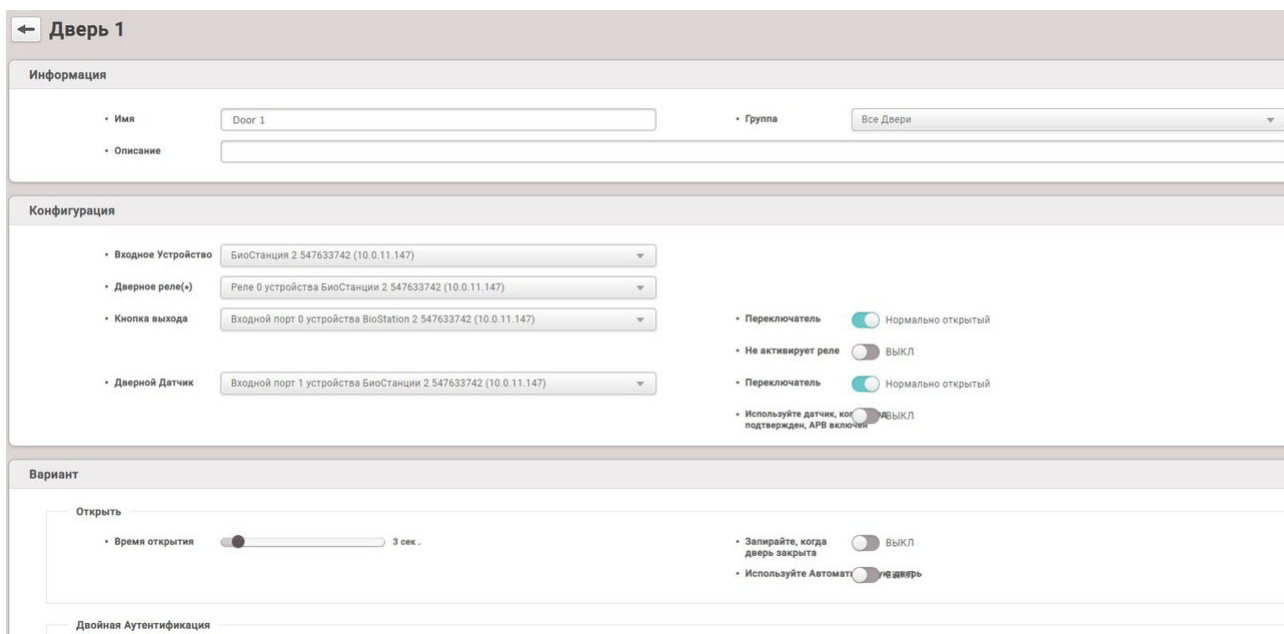 Дверь 1
Информация
• Имя Door 1 • Группа Все Двери
• Описание
Конфигурация
• Входное Устройство БиоСтанция 2 547633742 (10.0.11.147)
• Дверное реле(*) Реле 0 устройства БиоСтанции 2 547633742 (10.0.11.147)
• Кнопка выхода Входной порт 0 устройства BioStation 2 547633742 (10.0.11.147) • Переключатель Нормально открытый
• Не активирует реле ВЫКЛ
• Дверной Датчик Входной порт 1 устройства БиоСтанции 2 547633742 (10.0.11.147) • Переключатель Нормально открытый
• Используйте датчик, ВЫКЛ
подтвержден, APB включен
Вариант
Открыть
• Время открытия 3 сек . • Запирайте, когда ВЫКЛ
дверь закрыта
• Используйте дверь
Двойная Аутентификация